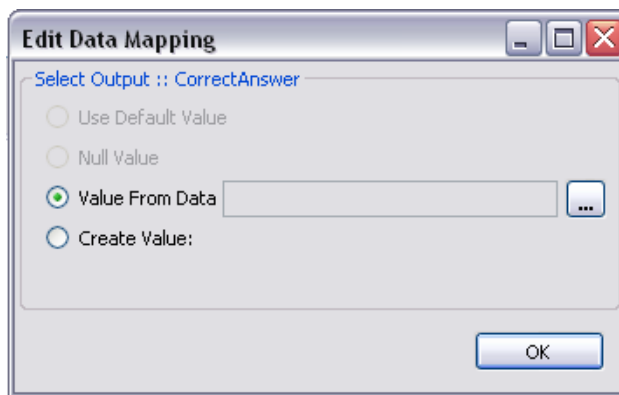 Edit Data Mapping
Select Output :: CorrectAnswer
Use Default Value
Null Value
Value From Data ...
Create Value:
OK